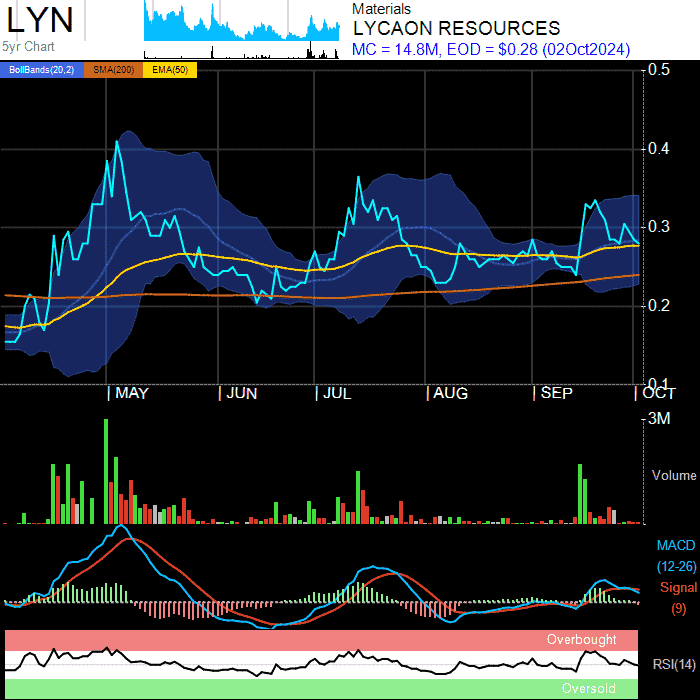 LYN
5yr Chart
Materials
LYCAON RESOURCES
MC = 14.8M, EOD = $0.28 (02Oct2024)
BollBands(20,2) SMA(200) EMA(50)
0.5
0.4
0.3
0.2
0.1
MAY JUN JUL AUG SEP OCT
3M
Volume
MACD
(12-26)
Signal
(9)
Overbought
RSI(14)
Oversold